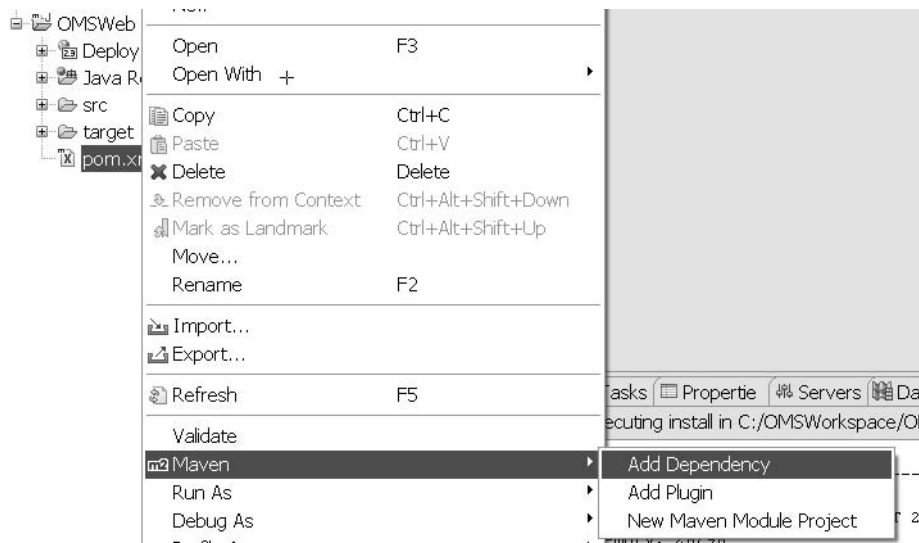 OMSWeb
Deploy
Java R
src
target
pom.x
Open F3
Open With
Copy Ctrl+C
Paste Ctrl+V
Delete Delete
Remove from Context Ctrl+Alt+Shift+Down
Mark as Landmark Ctrl+Alt+Shift+Up
Move...
Rename F2
Import...
Export...
Refresh F5
Validate
m2 Maven
Run As
Debug As
asks Propertie Servers Da
ecuting install in C:/OMSWorkspace/O
Add Dependency
Add Plugin
New Maven Module Project